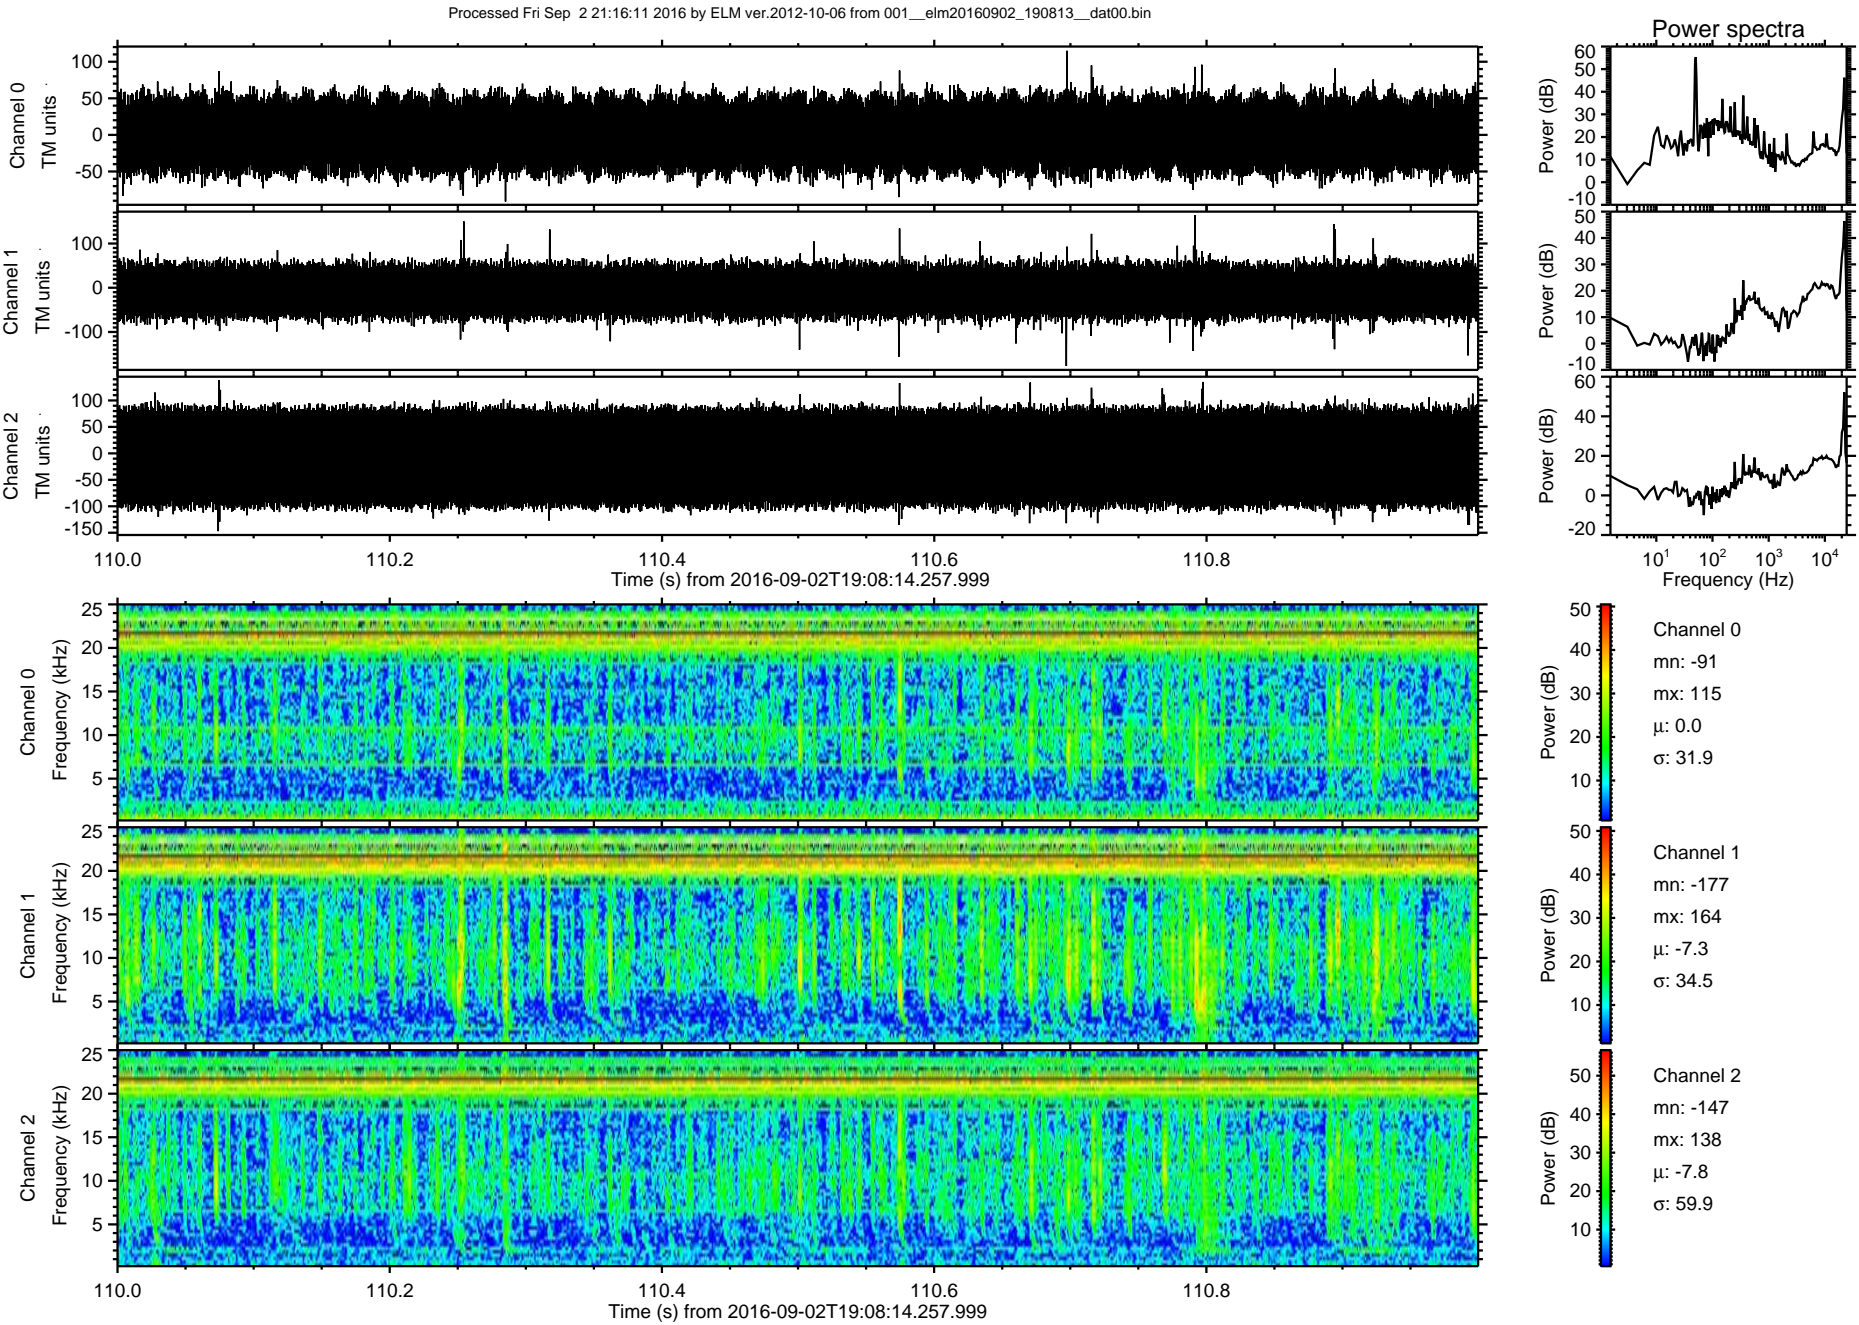 Processed Fri Sep  2 21:16:11 2016 by ELM ver.2012-10-06 from 001__elm20160902_190813__dat00.bin
Power spectra
Channel 0
TM units
100
50
0
-50
Power (dB)
60
50
40
30
20
10
0
-10
Channel 1
TM units
100
0
-100
Power (dB)
50
40
30
20
10
0
-10
Channel 2
TM units
100
50
0
-50
-100
-150
Power (dB)
60
40
20
0
-20
110.0 110.2 110.4 110.6 110.8
Time (s) from 2016-09-02T19:08:14.257.999
10¹ 10² 10³ 10⁴
Frequency (Hz)
Channel 0
Frequency (kHz)
25
20
15
10
5
Power (dB)
50
40
30
20
10
Channel 0
mn: -91
mx: 115
μ: 0.0
σ: 31.9
Channel 1
Frequency (kHz)
25
20
15
10
5
Power (dB)
50
40
30
20
10
Channel 1
mn: -177
mx: 164
μ: -7.3
σ: 34.5
Channel 2
Frequency (kHz)
25
20
15
10
5
Power (dB)
50
40
30
20
10
Channel 2
mn: -147
mx: 138
μ: -7.8
σ: 59.9
110.0 110.2 110.4 110.6 110.8
Time (s) from 2016-09-02T19:08:14.257.999